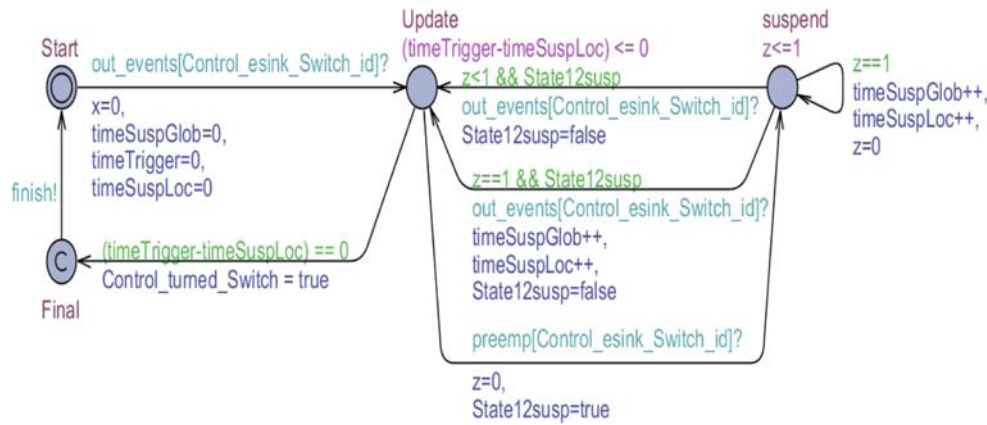 Update
suspend
Start
(timeTrigger-timeSuspLoc) <= 0
z<=1
out_events[Control_esink_Switch_id]?
z<1 && State12susp
z==1
out_events[Control_esink_Switch_id]?
timeSuspGlob++,
x=0,
State12susp=false
timeSuspLoc++,
timeSuspGlob=0,
z=0
timeTrigger=0,
timeSuspLoc=0
z==1 && State12susp
finish!
out_events[Control_esink_Switch_id]?
timeSuspGlob++,
(timeTrigger-timeSuspLoc) == 0
timeSuspLoc++,
C
Control_turned_Switch = true
State12susp=false
Final
preemp[Control_esink_Switch_id]?
z=0,
State12susp=true